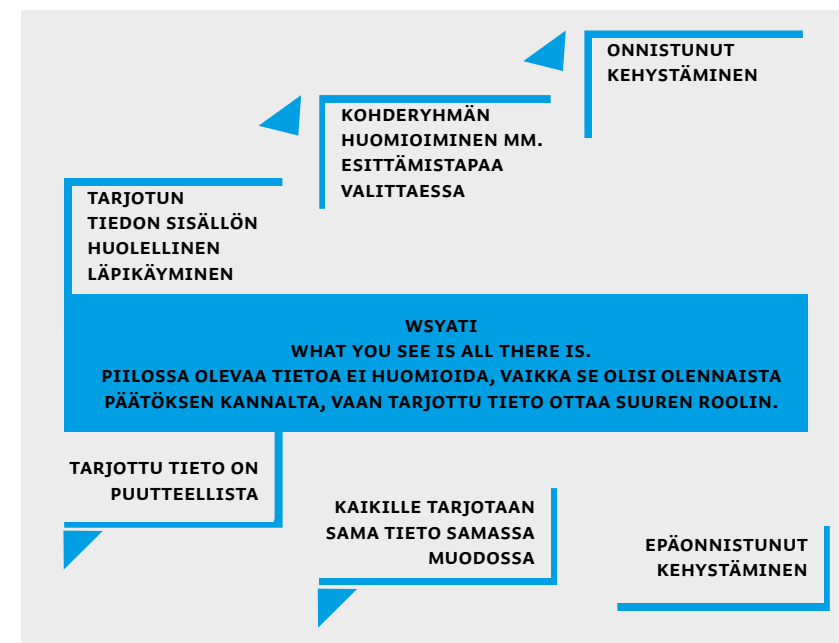 ONNISTUNUT
KEHYSTÄMINEN
KOHDERYHMÄN
HUOMIOIMINEN MM.
ESITTÄMISTAPAA
VALITTAESSA
TARJOTUN
TIEDON SISÄLLÖN
HUOLELLINEN
LÄPIKÄYMINEN
WSYATI
WHAT YOU SEE IS ALL THERE IS.
PIILOSSA OLEVAA TIETOA EI HUOMIOIDA, VAIKKA SE OLISI OLENNAISTA
PÄÄTÖKSEN KANNALTA, VAAN TARJOTTU TIETO OTTAA SUUREN ROOLIN.
TARJOTTU TIETO ON
PUUTTEELLISTA
KAIKILLE TARJOTAAN
SAMA TIETO SAMASSA
MUODOSSA
EPÄONNISTUNUT
KEHYSTÄMINEN